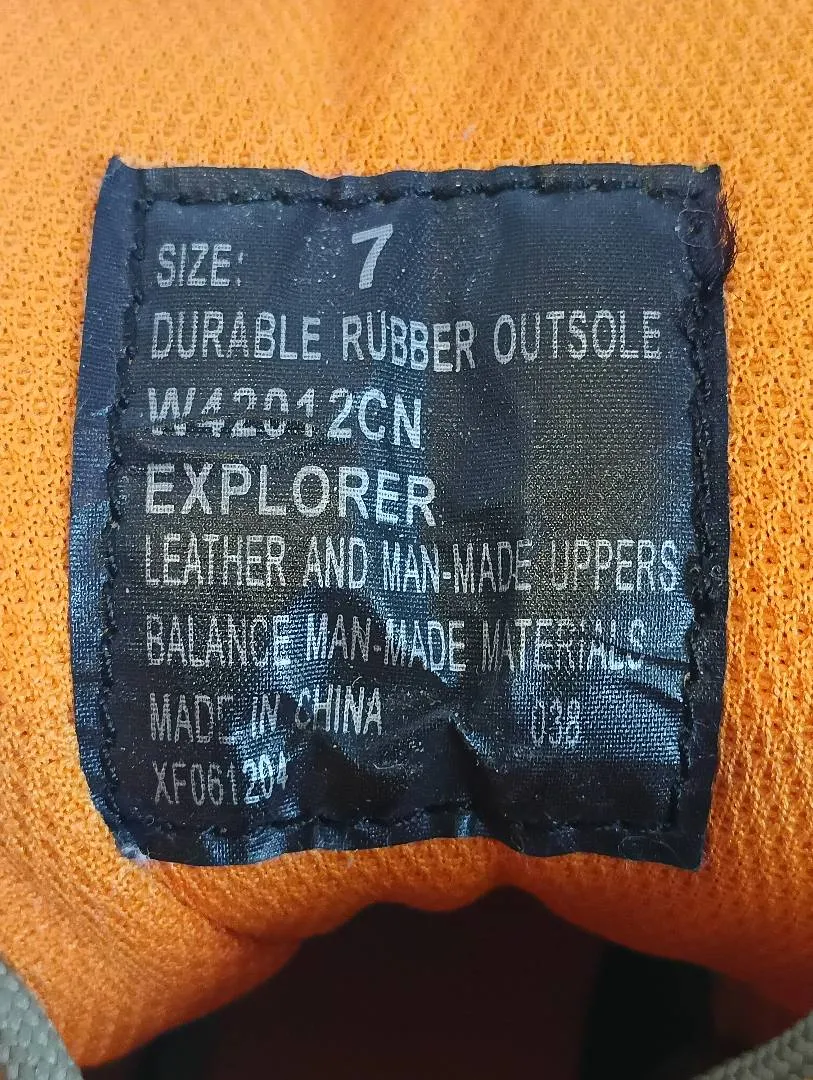 SIZE: 7
DURABLE RUBBER OUTSOLE
W42012CN
EXPLORER
LEATHER AND MAN-MADE UPPERS
BALANCE MAN-MADE MATERIALS
MADE IN CHINA 038
XF061204